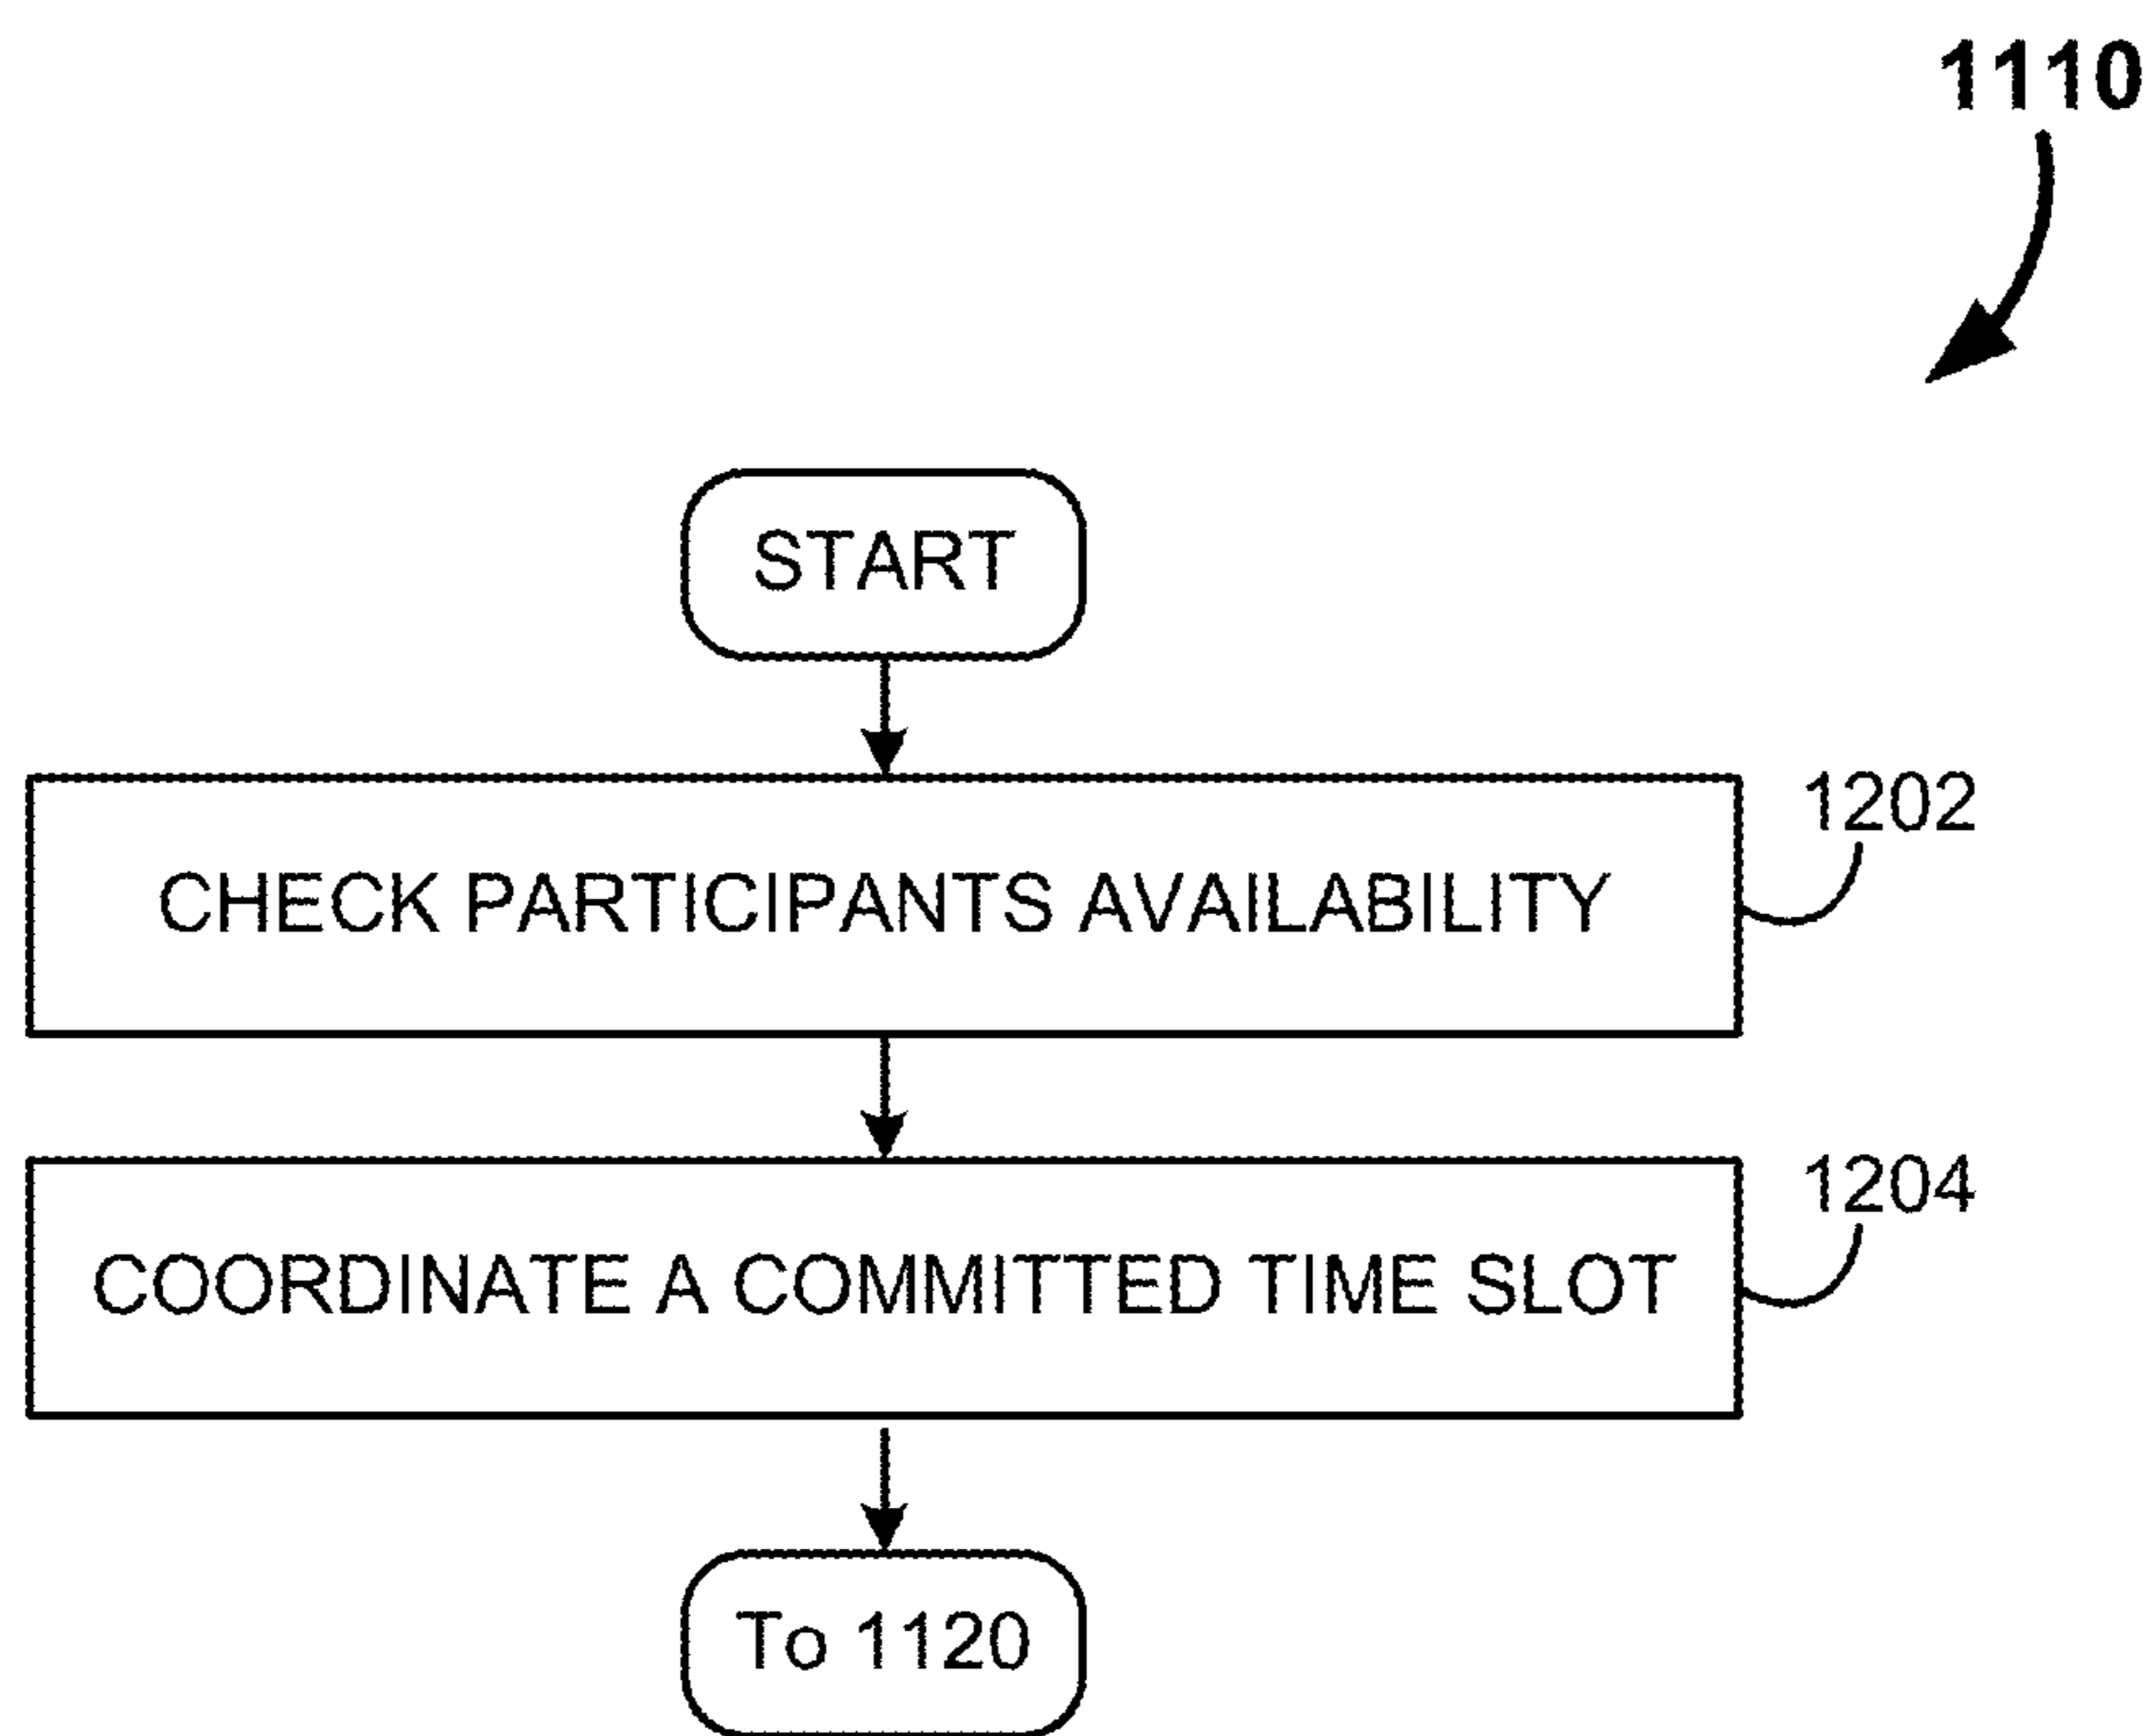 1110
START
CHECK PARTICIPANTS AVAILABILITY
1202
COORDINATE A COMMITTED TIME SLOT
1204
To 1120